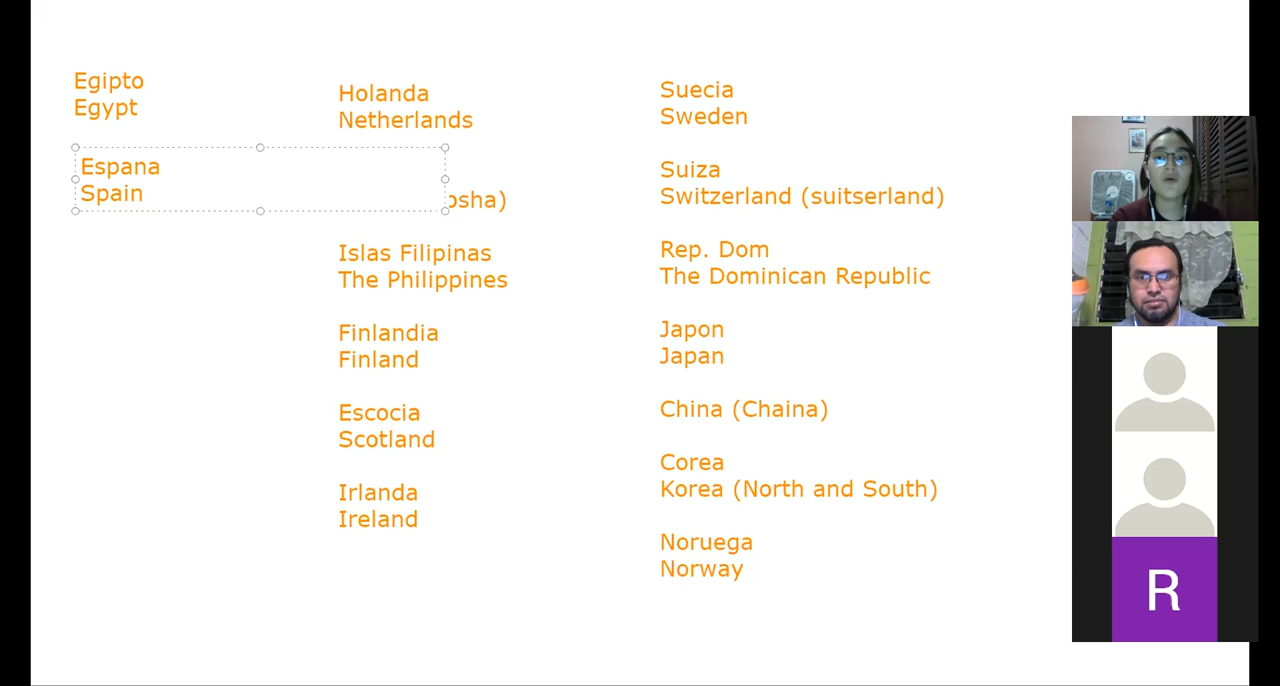 Egipto
Egypt
Espana
Spain
Holanda
Netherlands
osha)
Islas Filipinas
The Philippines
Finlandia
Finland
Escocia
Scotland
Irlanda
Ireland
Suecia
Sweden
Suiza
Switzerland (suitserland)
Rep. Dom
The Dominican Republic
Japon
Japan
China (Chaina)
Corea
Korea (North and South)
Noruega
Norway
R